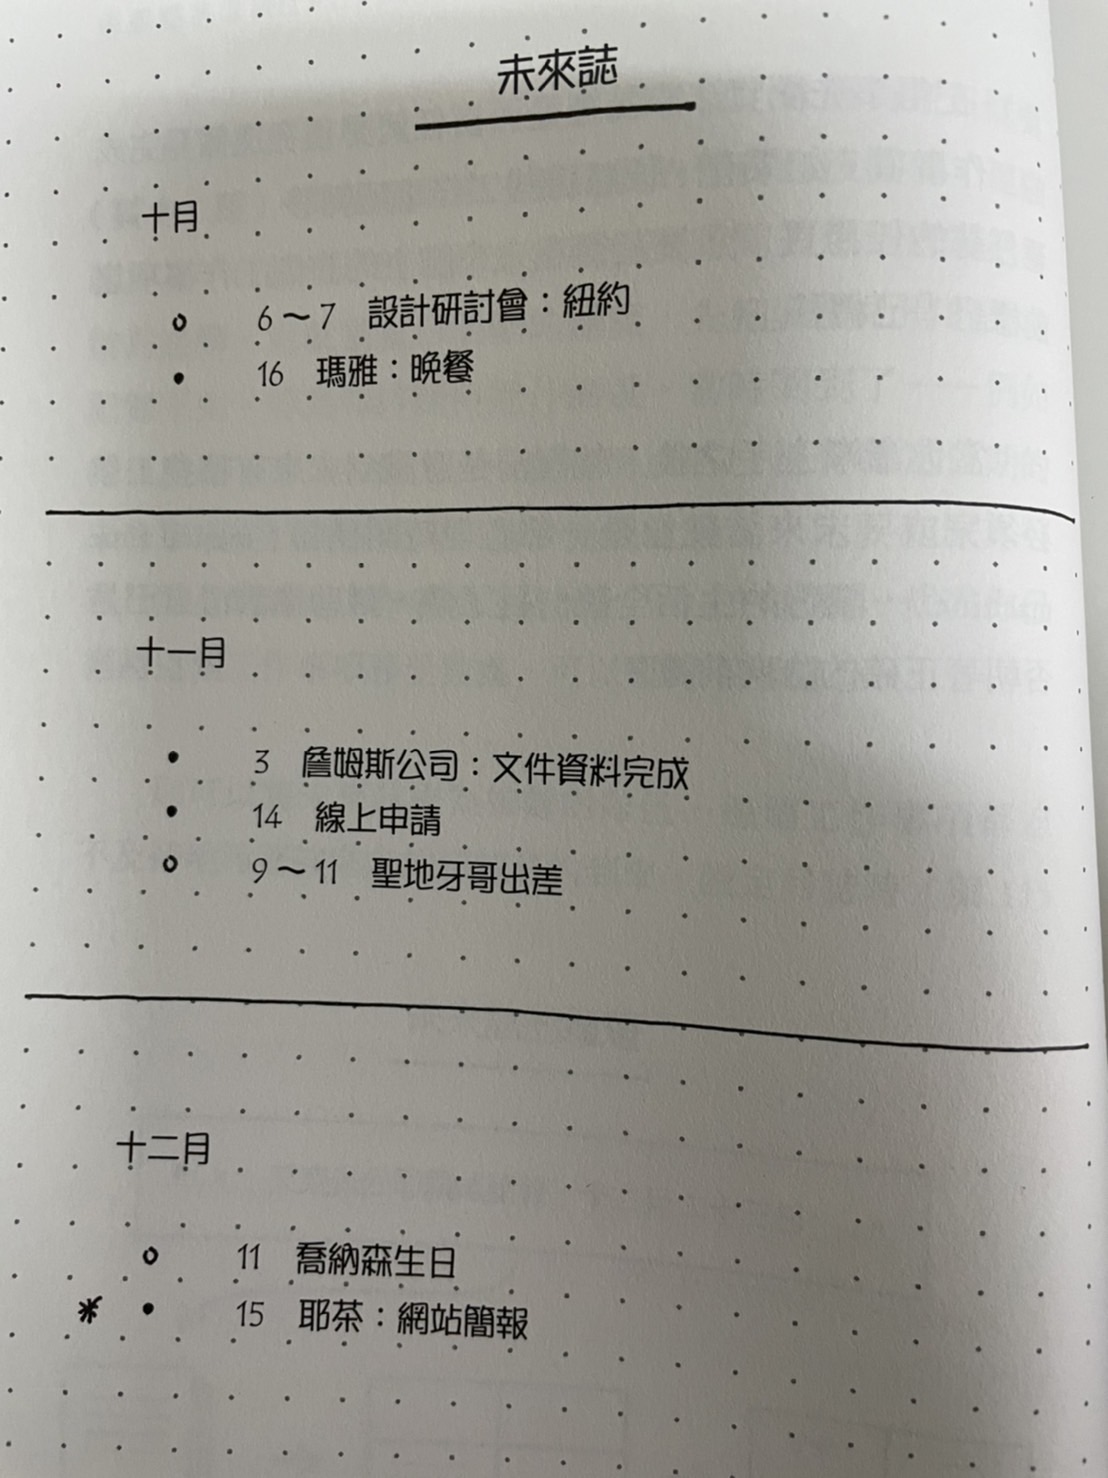 未來誌
十月
6～7 設計研討會：紐約
• 16 瑪雅：晚餐
十一月
• 3 詹姆斯公司：文件資料完成
• 14 線上申請
9～11 聖地牙哥出差
十二月
11 喬納森生日
* • 15 耶茶：網站簡報